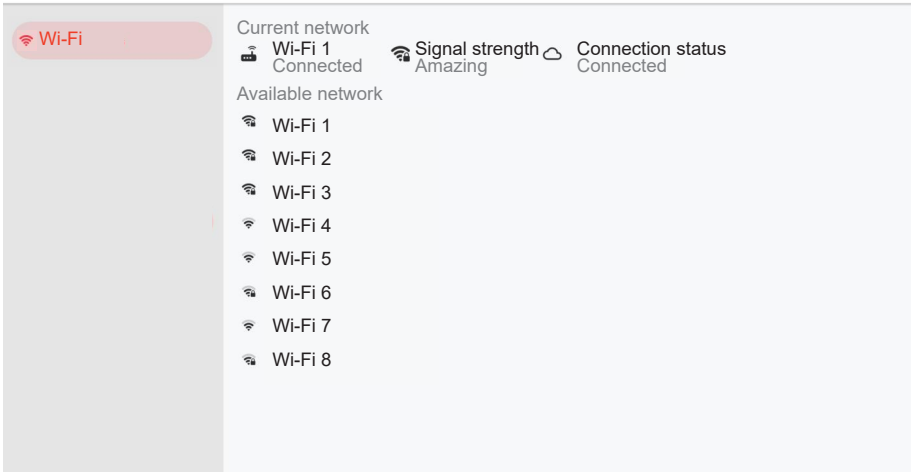 Wi-Fi
Current network
Wi-Fi 1 Signal strength Connection status
Connected Amazing Connected
Available network
Wi-Fi 1
Wi-Fi 2
Wi-Fi 3
Wi-Fi 4
Wi-Fi 5
Wi-Fi 6
Wi-Fi 7
Wi-Fi 8